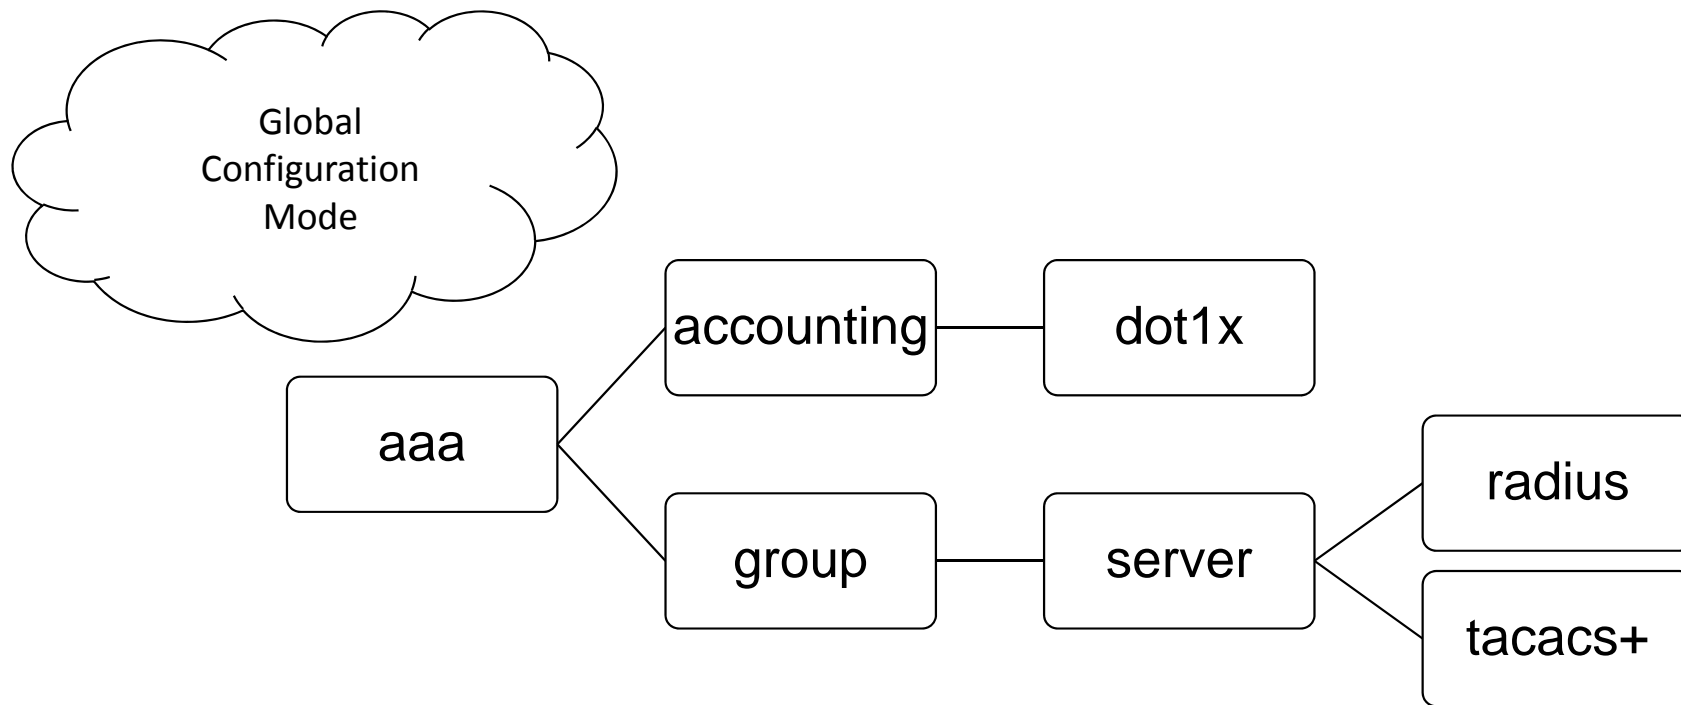 Global
Configuration
Mode
accounting
dot1x
aaa
radius
group
server
tacacs+